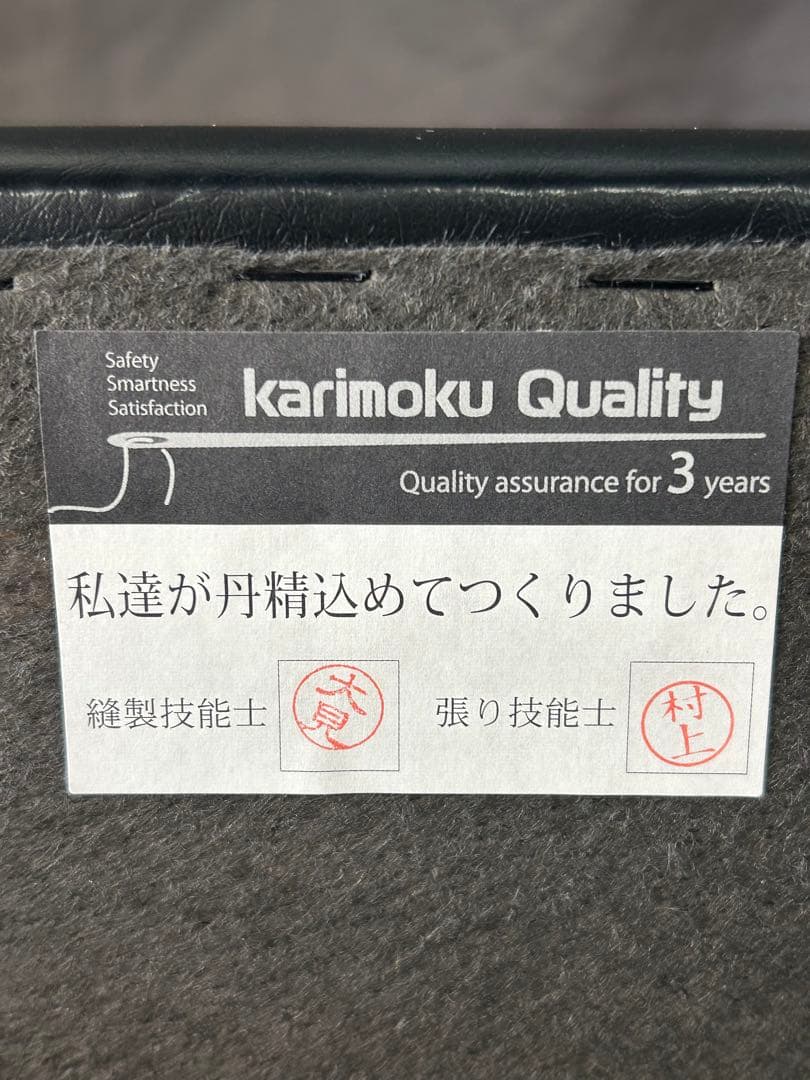 Safety
Smartness
Satisfaction
karimoku Quality
Quality assurance for 3 years
私達が丹精込めてつくりました。
縫製技能士 大見
張り技能士 村上